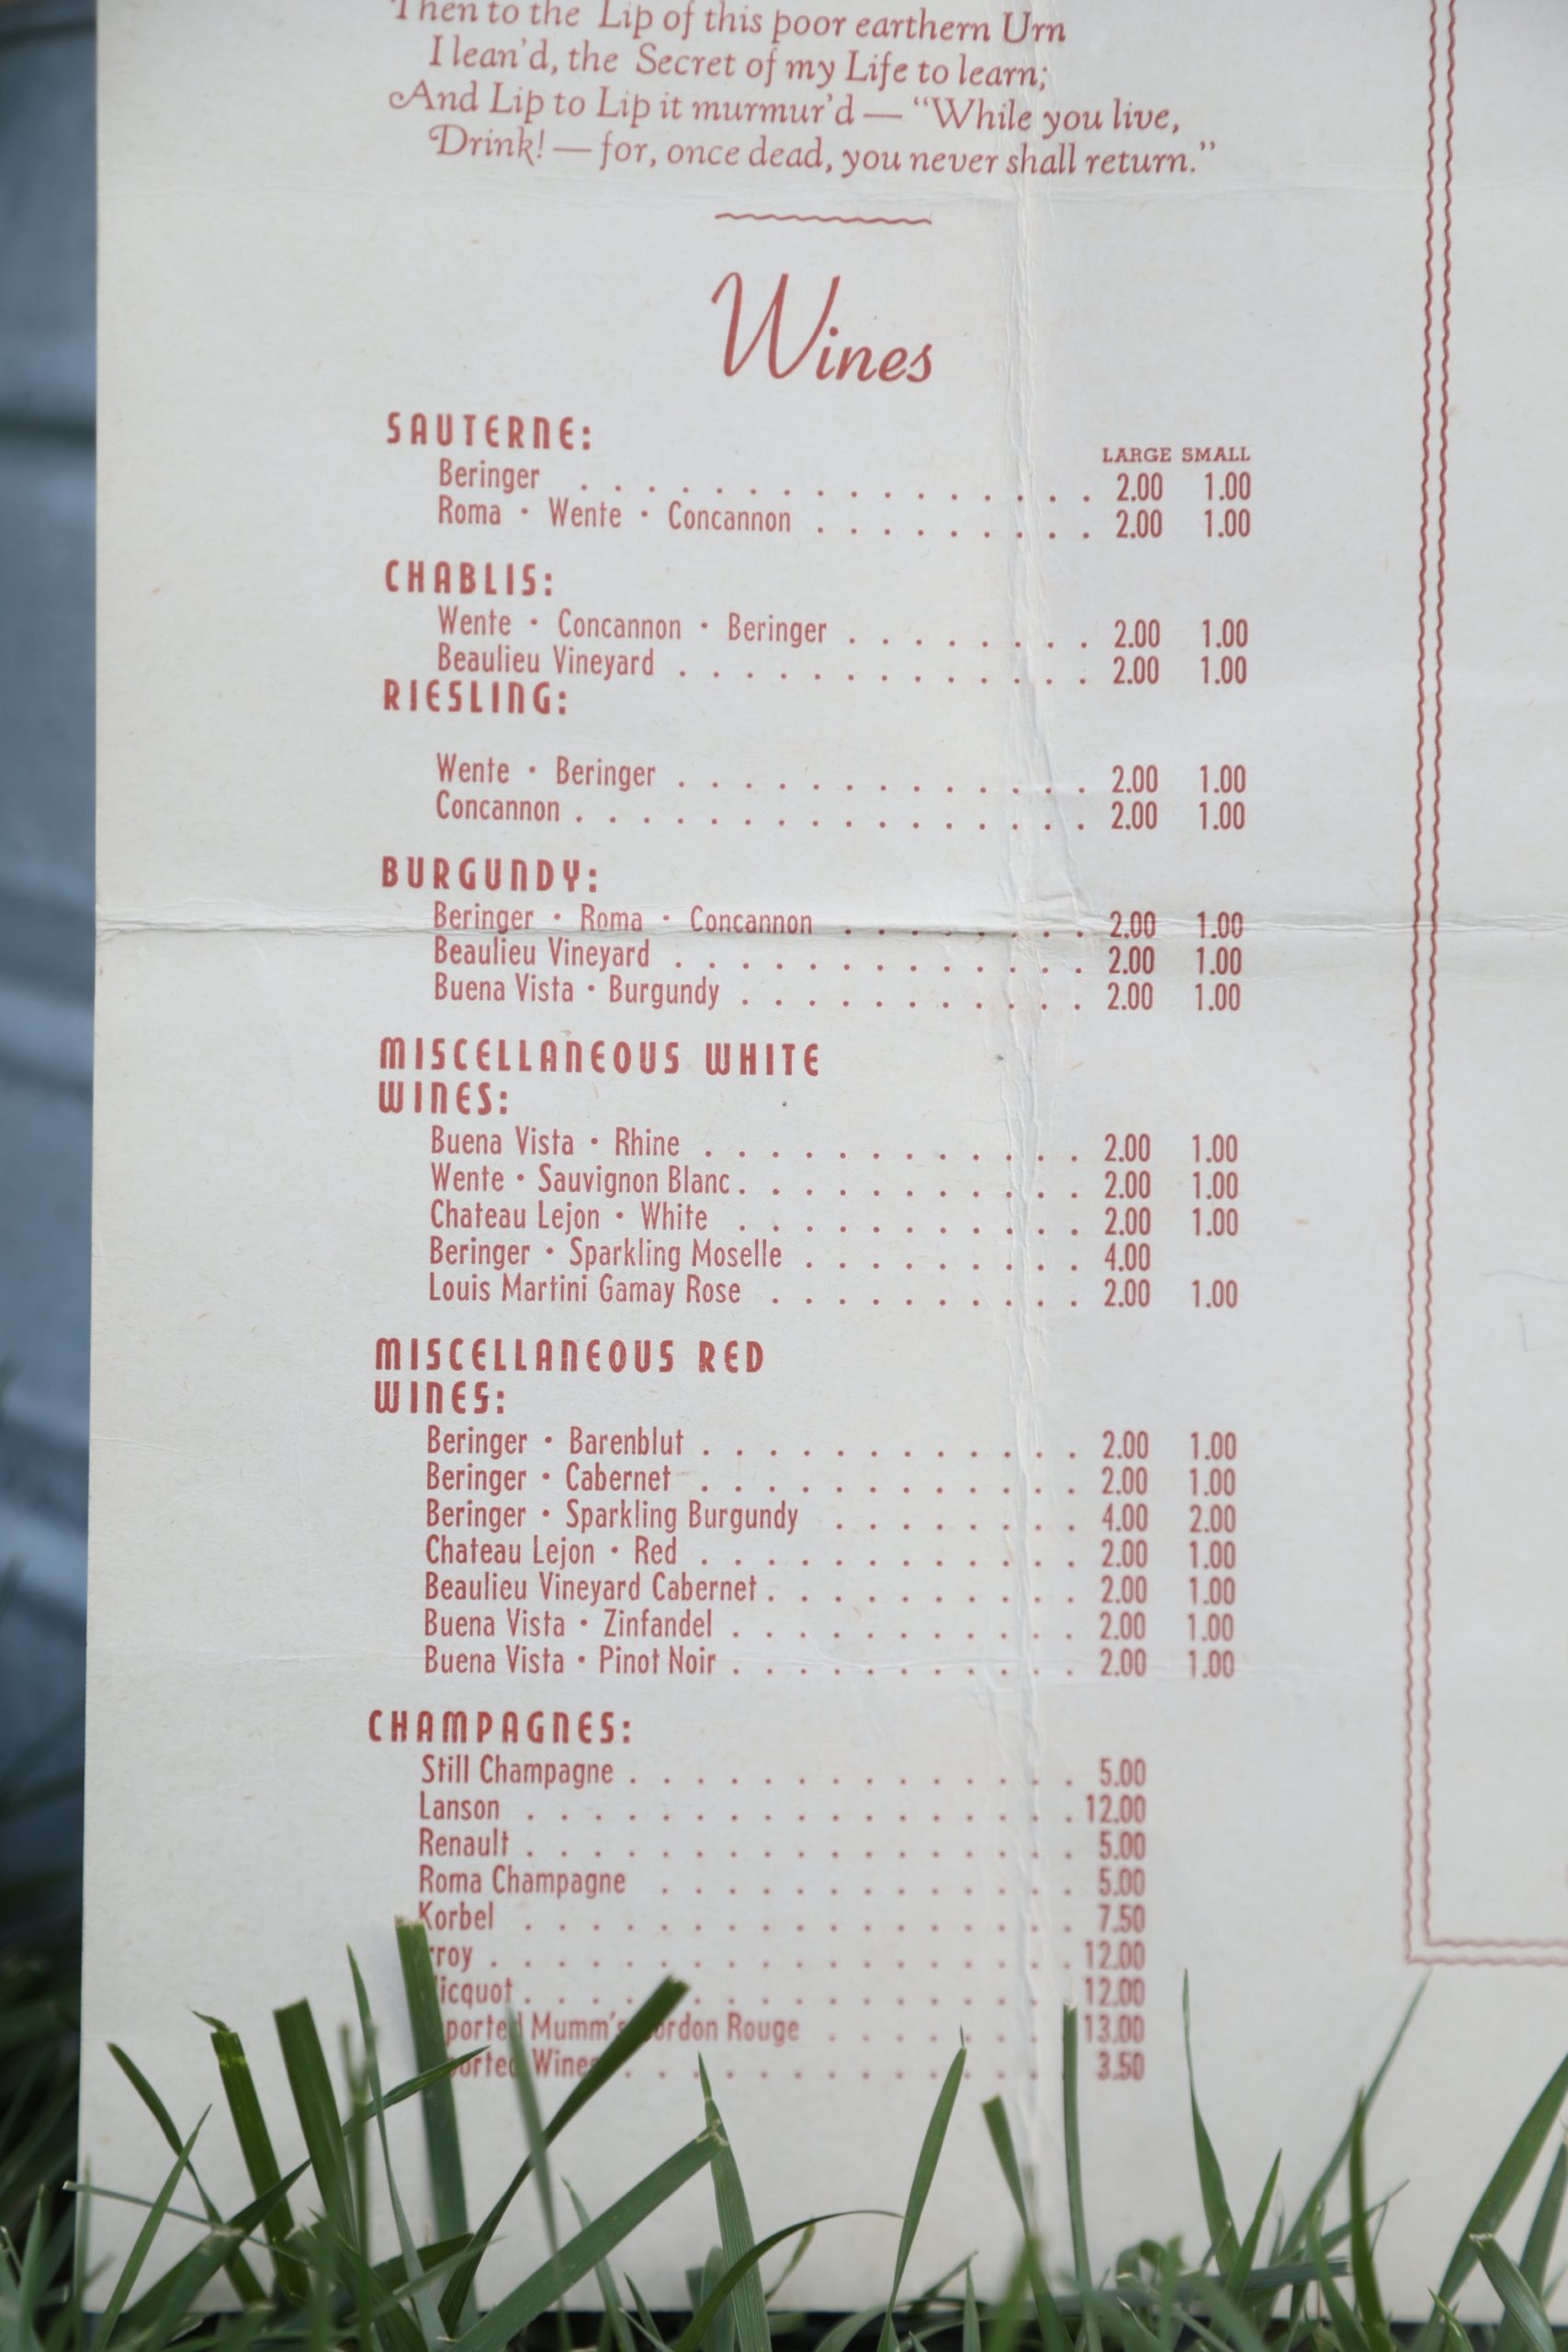 Then to the Lip of this poor earthern Urn
I lean'd, the Secret of my Life to learn;
And Lip to Lip it murmur'd — "While you live,
Drink! — for, once dead, you never shall return."
Wines
SAUTERNE:
LARGE SMALL
Beringer . . . . . . . . . . . . . . . . 2.00 1.00
Roma • Wente • Concannon . . . . . . . . . 2.00 1.00
CHABLIS:
Wente • Concannon • Beringer . . . . . . . . 2.00 1.00
Beaulieu Vineyard . . . . . . . . . . . . . 2.00 1.00
RIESLING:
Wente • Beringer . . . . . . . . . . . . . 2.00 1.00
Concannon . . . . . . . . . . . . . . . . 2.00 1.00
BURGUNDY:
Beringer • Roma • Concannon . . . . . . . . 2.00 1.00
Beaulieu Vineyard . . . . . . . . . . . . . 2.00 1.00
Buena Vista • Burgundy . . . . . . . . . . . 2.00 1.00
MISCELLANEOUS WHITE
WINES:
Buena Vista • Rhine . . . . . . . . . . . . 2.00 1.00
Wente • Sauvignon Blanc . . . . . . . . . . . 2.00 1.00
Chateau Lejon • White . . . . . . . . . . . 2.00 1.00
Beringer • Sparkling Moselle . . . . . . . . . 4.00
Louis Martini Gamay Rose . . . . . . . . . . 2.00 1.00
MISCELLANEOUS RED
WINES:
Beringer • Barenblut . . . . . . . . . . . . 2.00 1.00
Beringer • Cabernet . . . . . . . . . . . . 2.00 1.00
Beringer • Sparkling Burgundy . . . . . . . . 4.00 2.00
Chateau Lejon • Red . . . . . . . . . . . . 2.00 1.00
Beaulieu Vineyard Cabernet . . . . . . . . . . 2.00 1.00
Buena Vista • Zinfandel . . . . . . . . . . . 2.00 1.00
Buena Vista • Pinot Noir . . . . . . . . . . . 2.00 1.00
CHAMPAGNES:
Still Champagne . . . . . . . . . . . . . . 5.00
Lanson . . . . . . . . . . . . . . . . . 12.00
Renault . . . . . . . . . . . . . . . . . 5.00
Roma Champagne . . . . . . . . . . . . . 5.00
Korbel . . . . . . . . . . . . . . . . . 7.50
. . . . . . . . . . . . . . . . . . 12.00
. . . . . . . . . . . . . . . . . 12.00
Mumm's Rouge . . . . . . . . 13.00
Wines . . . . . . . . . . . . . . 3.50